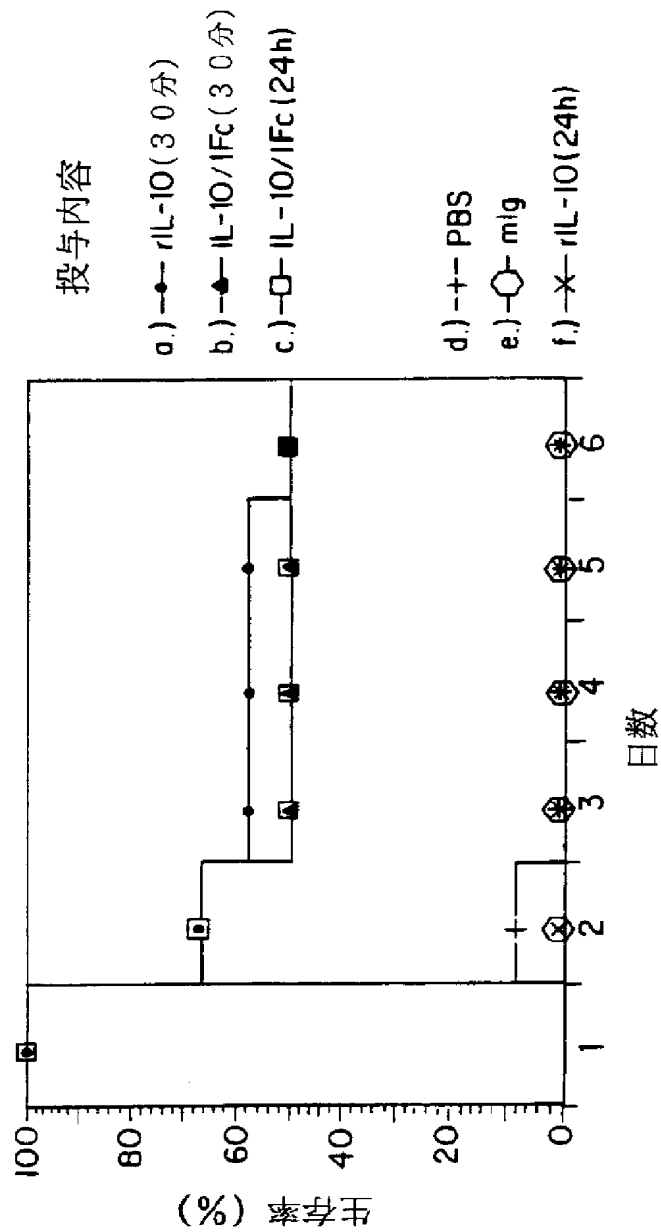 投与内容
a.) rIL-10(30分)
b.) IL-10/IFc(30分)
c.) IL-10/IFc(24h)
d.) PBS
e.) mIg
f.) rIL-10(24h)
生存率 (%)
100
80
60
40
20
0
1 2 3 4 5 6
日数